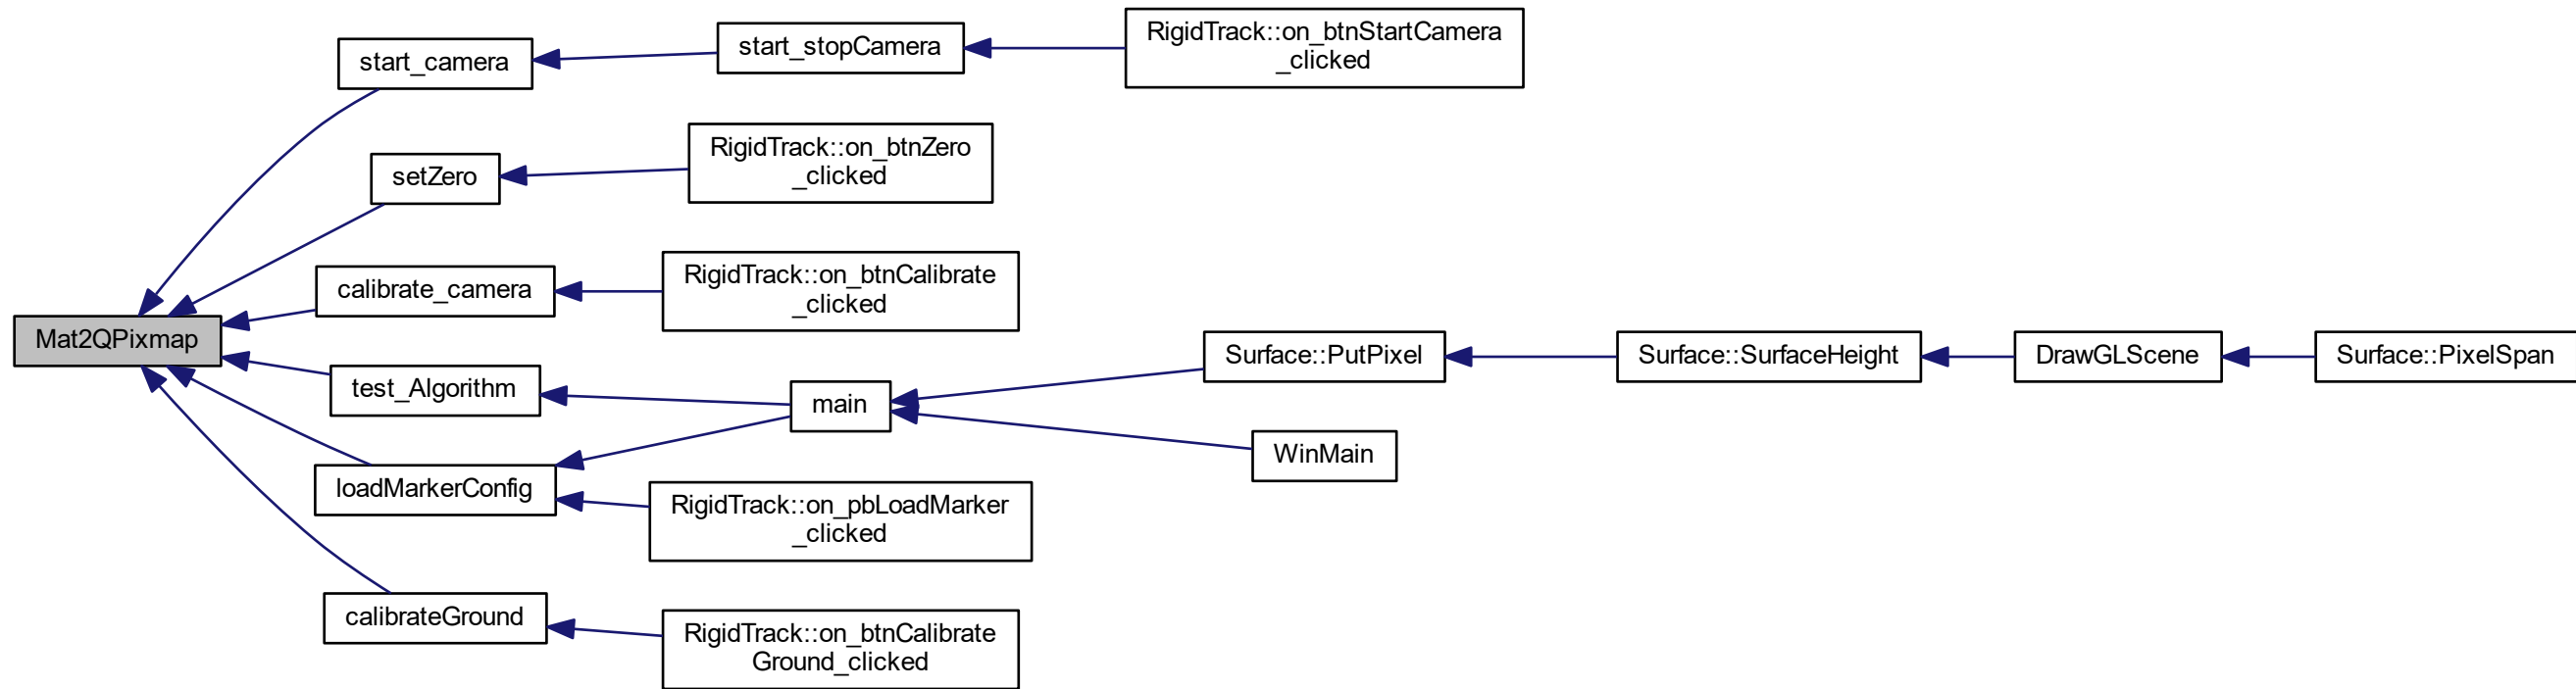 RigidTrack::on_btnStartCamera
_clicked
start_stopCamera
start_camera
RigidTrack::on_btnZero
_clicked
setZero
RigidTrack::on_btnCalibrate
_clicked
calibrate_camera
Mat2QPixmap
Surface::PutPixel
Surface::SurfaceHeight
DrawGLScene
Surface::PixelSpan
test_Algorithm
main
WinMain
loadMarkerConfig
RigidTrack::on_pbLoadMarker
_clicked
calibrateGround
RigidTrack::on_btnCalibrate
Ground_clicked